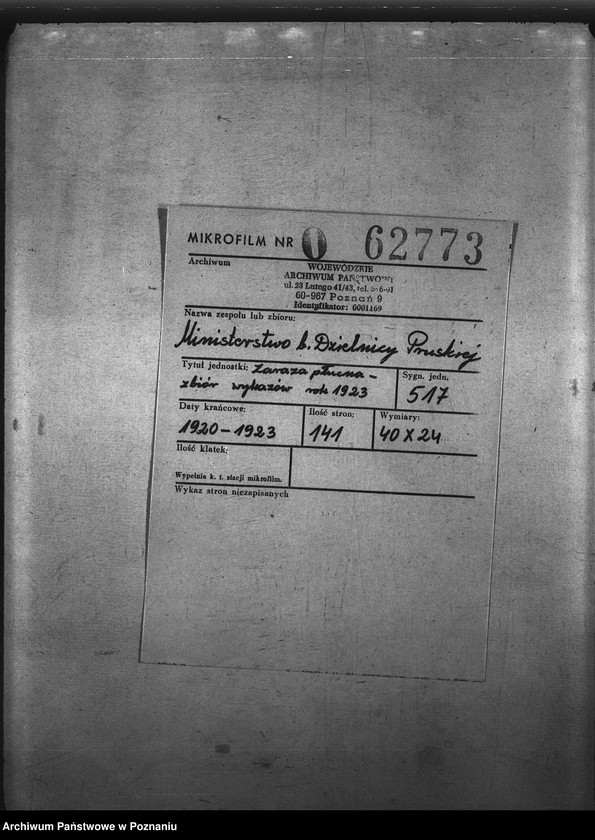 MIKROFILM NR 0 62773
Archiwum
WOJEWÓDZKIE
ARCHIWUM PAŃSTWOWE
ul. 23 Lutego 41/43, tel.
60-967 Poznań 9
Identyfikator: 0001169
Nazwa zespołu lub zbioru:
Ministerstwo b. Dzielnicy Pruskiej
Tytuł jednostki: Zaraza płucna -
zbiór wykazów rok 1923
Sygn. jedn.
517
Daty krańcowe:
1920-1923
Ilość stron:
141
Wymiary:
40 x 24
Ilość klatek:
Wypełnia k. t. stacji mikrofilm.
Wykaz stron niezapisanych
Archiwum Państwowe w Poznaniu